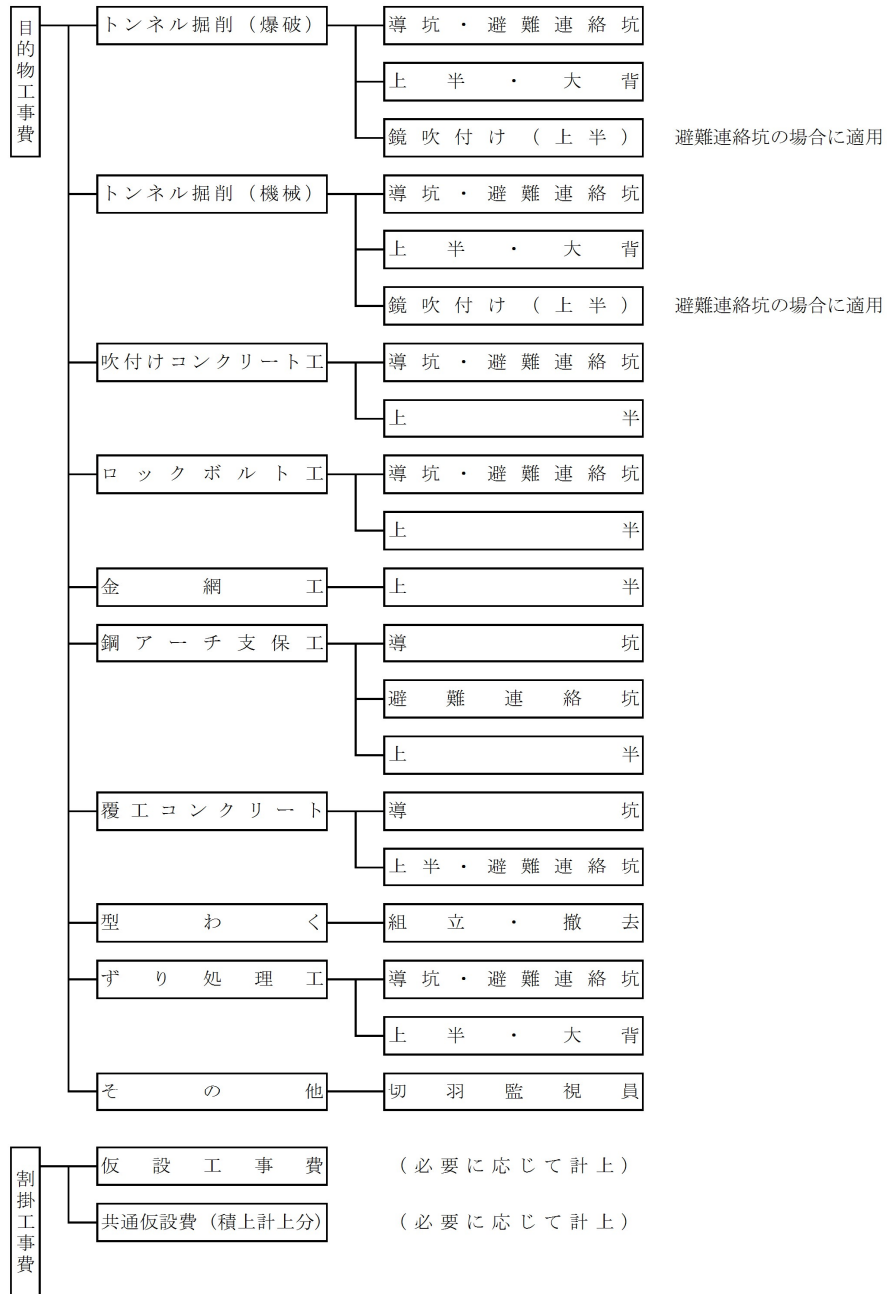 目的物工事費
トンネル掘削（爆破） 導坑・避難連絡坑
上半・大背
鏡吹付け（上半） 避難連絡坑の場合に適用
トンネル掘削（機械） 導坑・避難連絡坑
上半・大背
鏡吹付け（上半） 避難連絡坑の場合に適用
吹付けコンクリート工 導坑・避難連絡坑
上半
ロックボルト工 導坑・避難連絡坑
上半
金網工 上半
鋼アーチ支保工 導坑
避難連絡坑
上半
覆工コンクリート 導坑
上半・避難連絡坑
型わく 組立・撤去
ずり処理工 導坑・避難連絡坑
上半・大背
その他 切羽監視員
割掛工事費
仮設工事費 （必要に応じて計上）
共通仮設費（積上計上分） （必要に応じて計上）